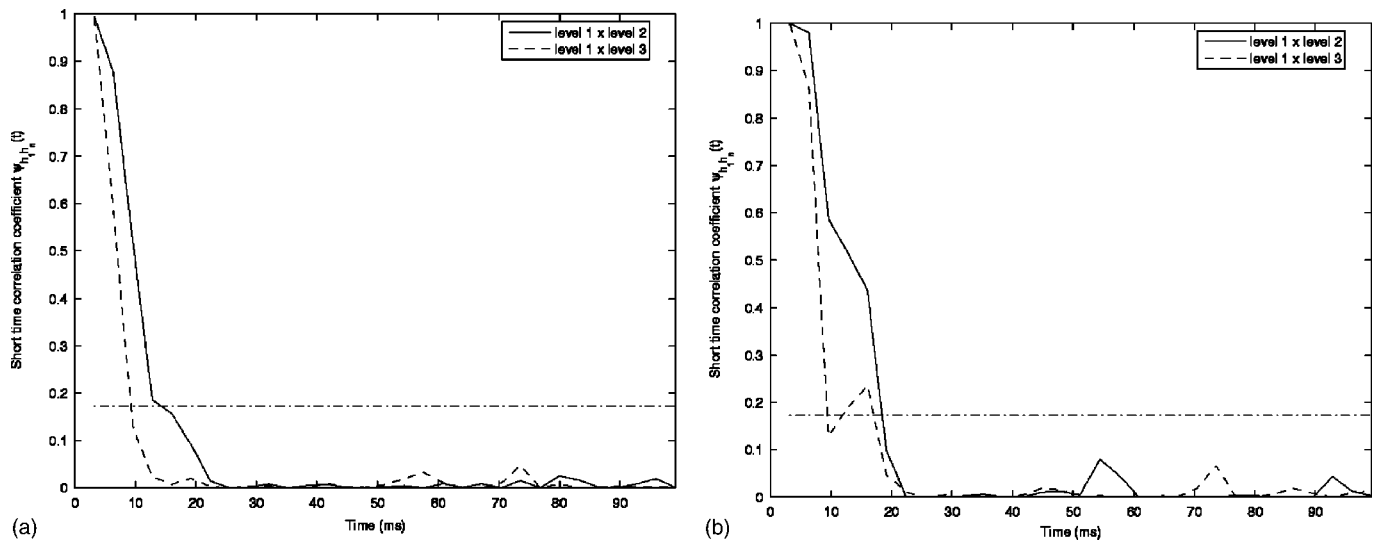 1
0.9
0.8
0.7
0.6
0.5
0.4
0.3
0.2
0.1
0
Short time correlation coefficient ψh₁hₙ(t)
level 1 x level 2
level 1 x level 3
0 10 20 30 40 50 60 70 80 90
Time (ms)
(a)
1
0.9
0.8
0.7
0.6
0.5
0.4
0.3
0.2
0.1
0
Short time correlation coefficient ψh₁hₙ(t)
level 1 x level 2
level 1 x level 3
0 10 20 30 40 50 60 70 80 90
Time (ms)
(b)